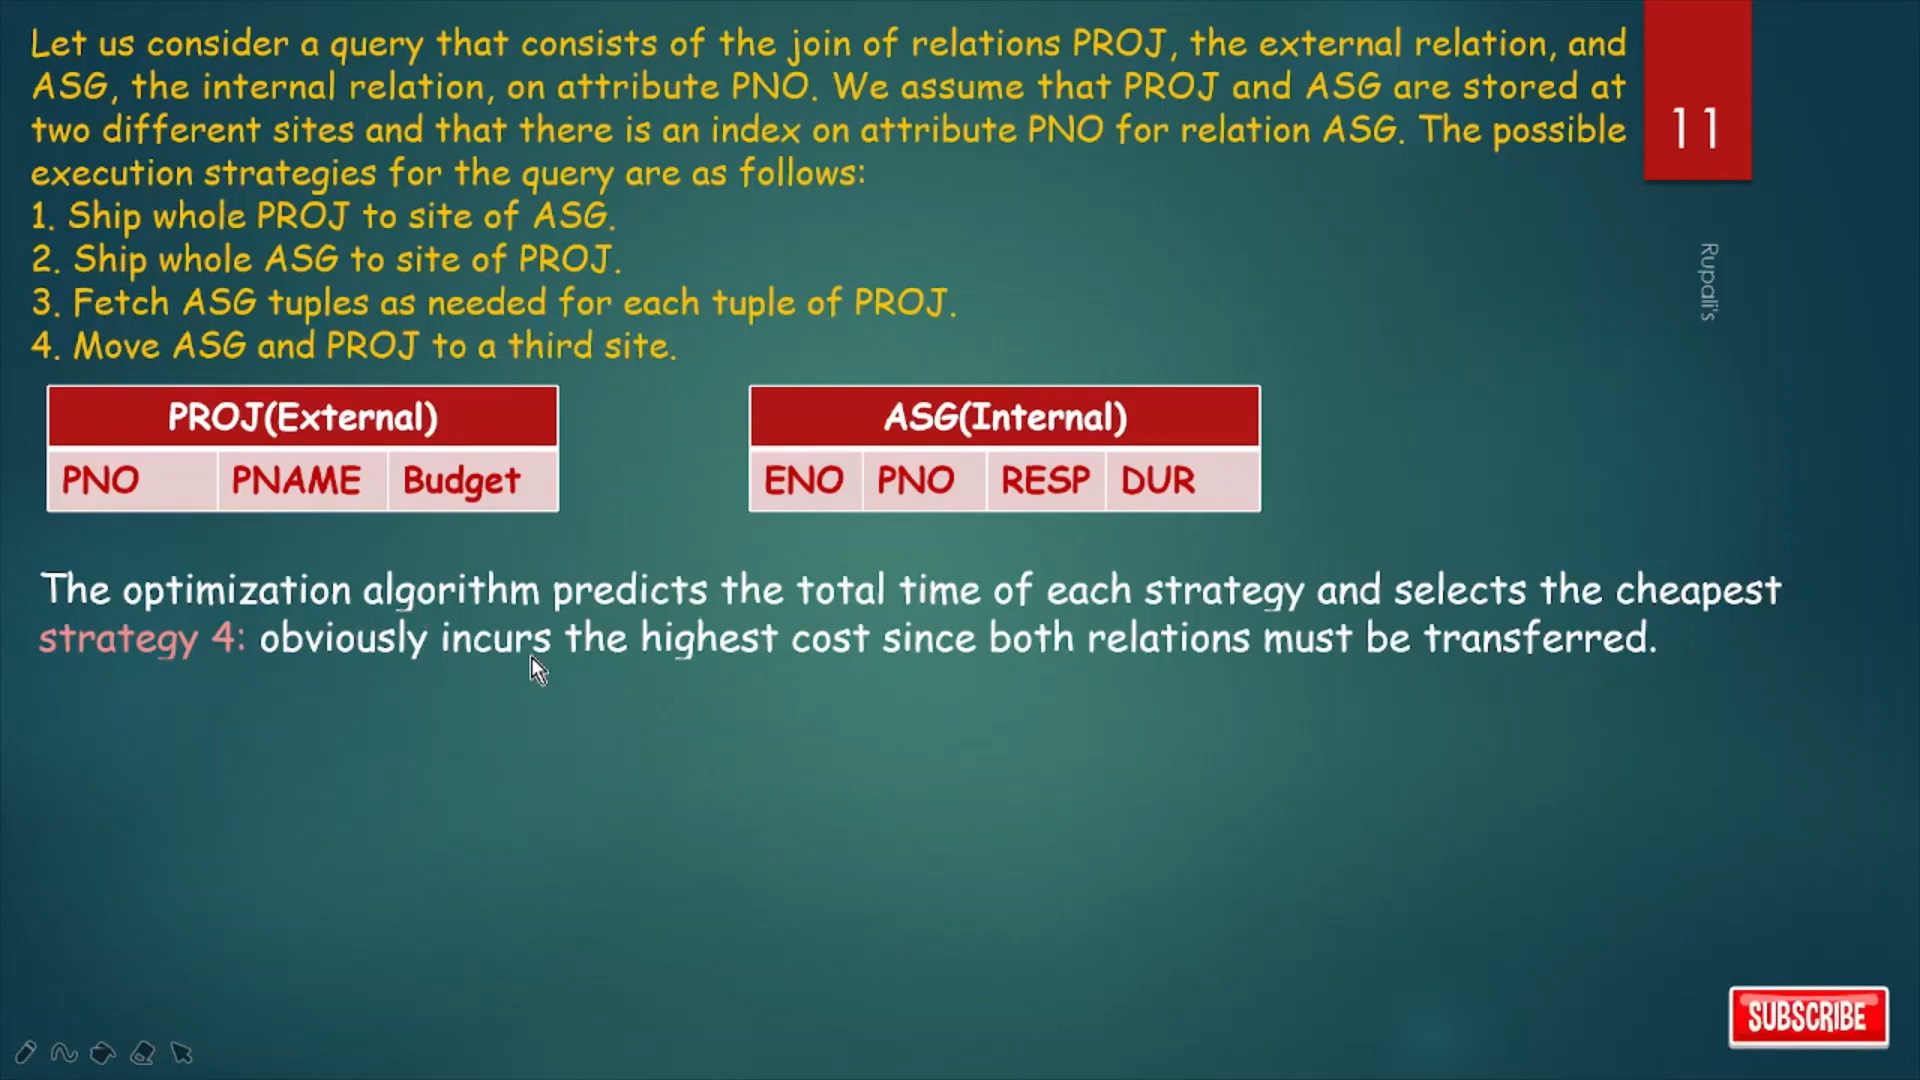 Let us consider a query that consists of the join of relations PROJ, the external relation, and
ASG, the internal relation, on attribute PNO. We assume that PROJ and ASG are stored at
two different sites and that there is an index on attribute PNO for relation ASG. The possible
execution strategies for the query are as follows:
1. Ship whole PROJ to site of ASG.
2. Ship whole ASG to site of PROJ.
3. Fetch ASG tuples as needed for each tuple of PROJ.
4. Move ASG and PROJ to a third site.
11
Rupali's
PROJ(External)
PNO PNAME Budget
ASG(Internal)
ENO PNO RESP DUR
The optimization algorithm predicts the total time of each strategy and selects the cheapest
strategy 4: obviously incurs the highest cost since both relations must be transferred.
SUBSCRIBE